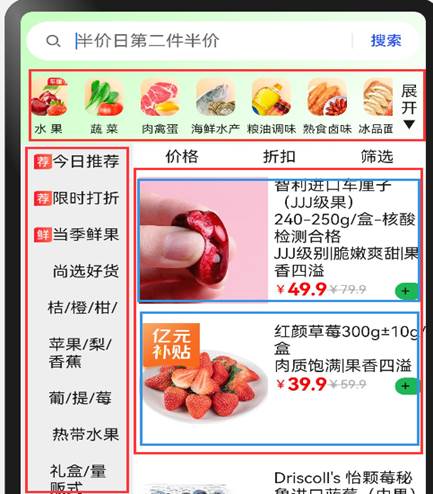 半价日第二件半价
搜索
车厘
水果
蔬菜
肉禽蛋
海鲜水产
粮油调味
熟食卤味
冰品面
展开▼
价格
折扣
筛选
荐 今日推荐
荐 限时打折
鲜 当季鲜果
尚选好货
桔/橙/柑/
苹果/梨/
香蕉
葡/提/莓
热带水果
礼盒/量
贩式
智利进口车厘子
（JJJ级果）
240-250g/盒-核酸
检测合格
JJJ级别|脆嫩爽甜|果
香四溢
¥49.9 ¥79.9
+
亿元
补贴
红颜草莓300g±10g/
盒
肉质饱满|果香四溢
¥39.9 ¥59.9
+
Driscoll's 怡颗莓秘
鲁进口蓝莓（中果）